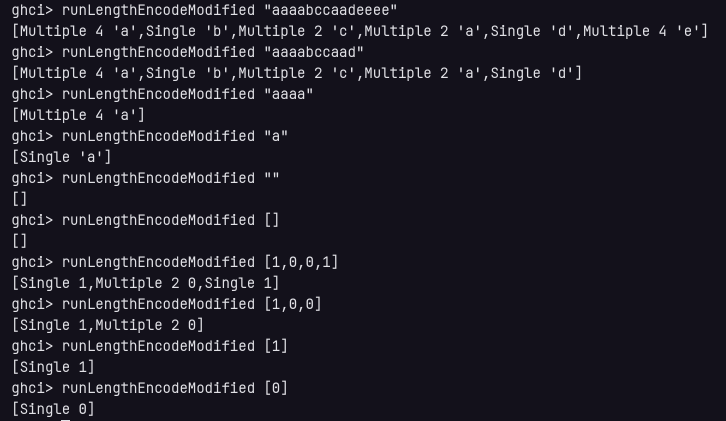 ghci> runLengthEncodeModified "aaaabccaadeeee"
[Multiple 4 'a',Single 'b',Multiple 2 'c',Multiple 2 'a',Single 'd',Multiple 4 'e']
ghci> runLengthEncodeModified "aaaabccaad"
[Multiple 4 'a',Single 'b',Multiple 2 'c',Multiple 2 'a',Single 'd']
ghci> runLengthEncodeModified "aaaa"
[Multiple 4 'a']
ghci> runLengthEncodeModified "a"
[Single 'a']
ghci> runLengthEncodeModified ""
[]
ghci> runLengthEncodeModified []
[]
ghci> runLengthEncodeModified [1,0,0,1]
[Single 1,Multiple 2 0,Single 1]
ghci> runLengthEncodeModified [1,0,0]
[Single 1,Multiple 2 0]
ghci> runLengthEncodeModified [1]
[Single 1]
ghci> runLengthEncodeModified [0]
[Single 0]